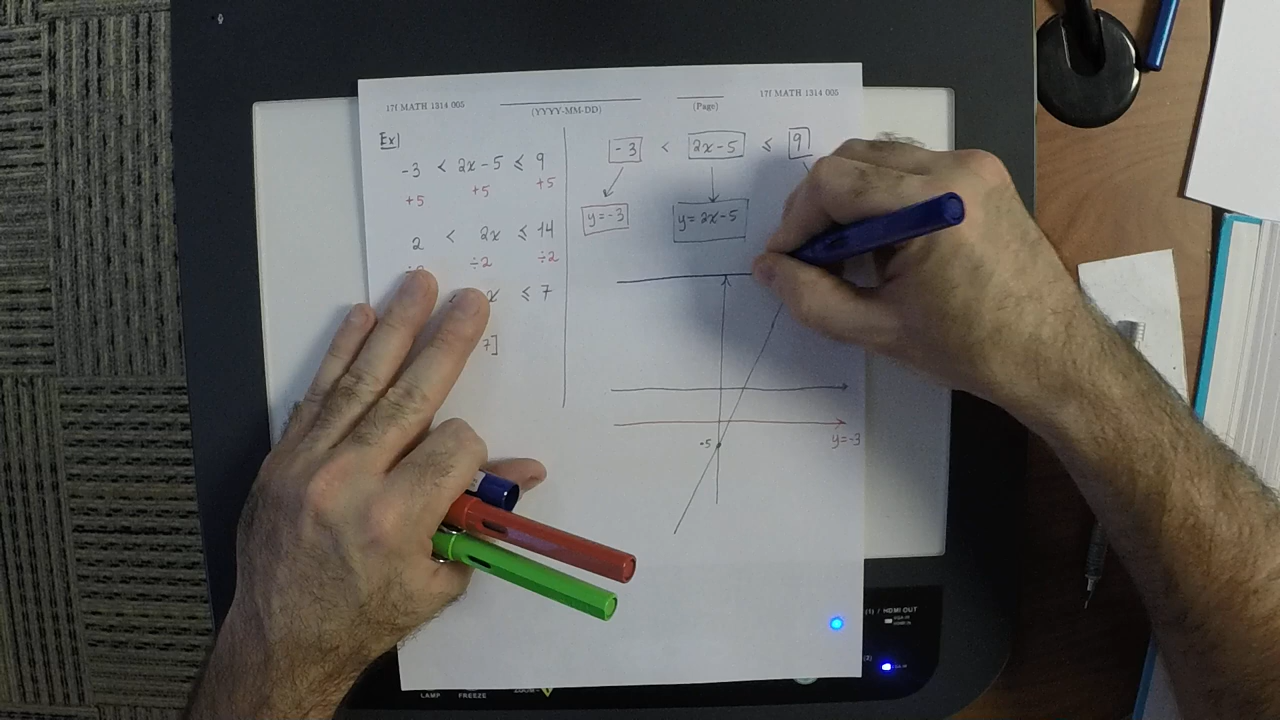 17f MATH 1314 005
(YYYY-MM-DD)
(Page)
17f MATH 1314 005
Ex
-3 < 2x-5 ≤ 9
+5 +5 +5
2 < 2x ≤ 14
÷2 ÷2
x ≤ 7
7]
-3 < 2x-5 ≤ 9
y=-3
y=2x-5
y=-3
-5
(1) / HDMI OUT
(2)
LAMP FREEZE